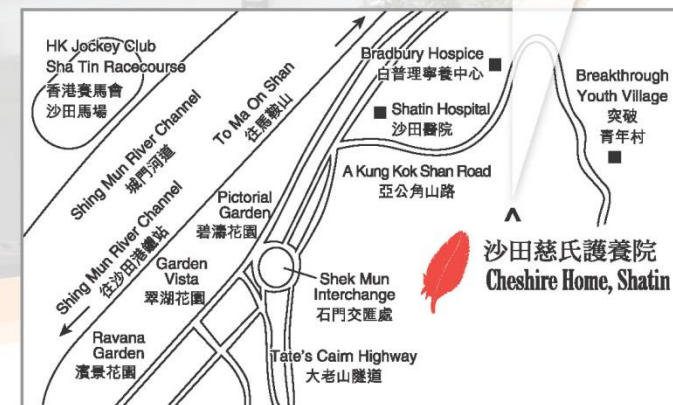 HK Jockey Club
Sha Tin Racecourse
香港賽馬會
沙田馬場
Shing Mun River Channel
城門河道
To Ma On Shan
往馬鞍山
Bradbury Hospice
白普理寧養中心
Shatin Hospital
沙田醫院
Breakthrough
Youth Village
突破
青年村
A Kung Kok Shan Road
亞公角山路
Pictorial
Garden
碧濤花園
Shing Mun River Channel
往沙田港鐵站
Garden
Vista
翠湖花園
Shek Mun
Interchange
石門交匯處
Ravana
Garden
濱景花園
Tate's Cairn Highway
大老山隧道
沙田慈氏護養院
Cheshire Home, Shatin